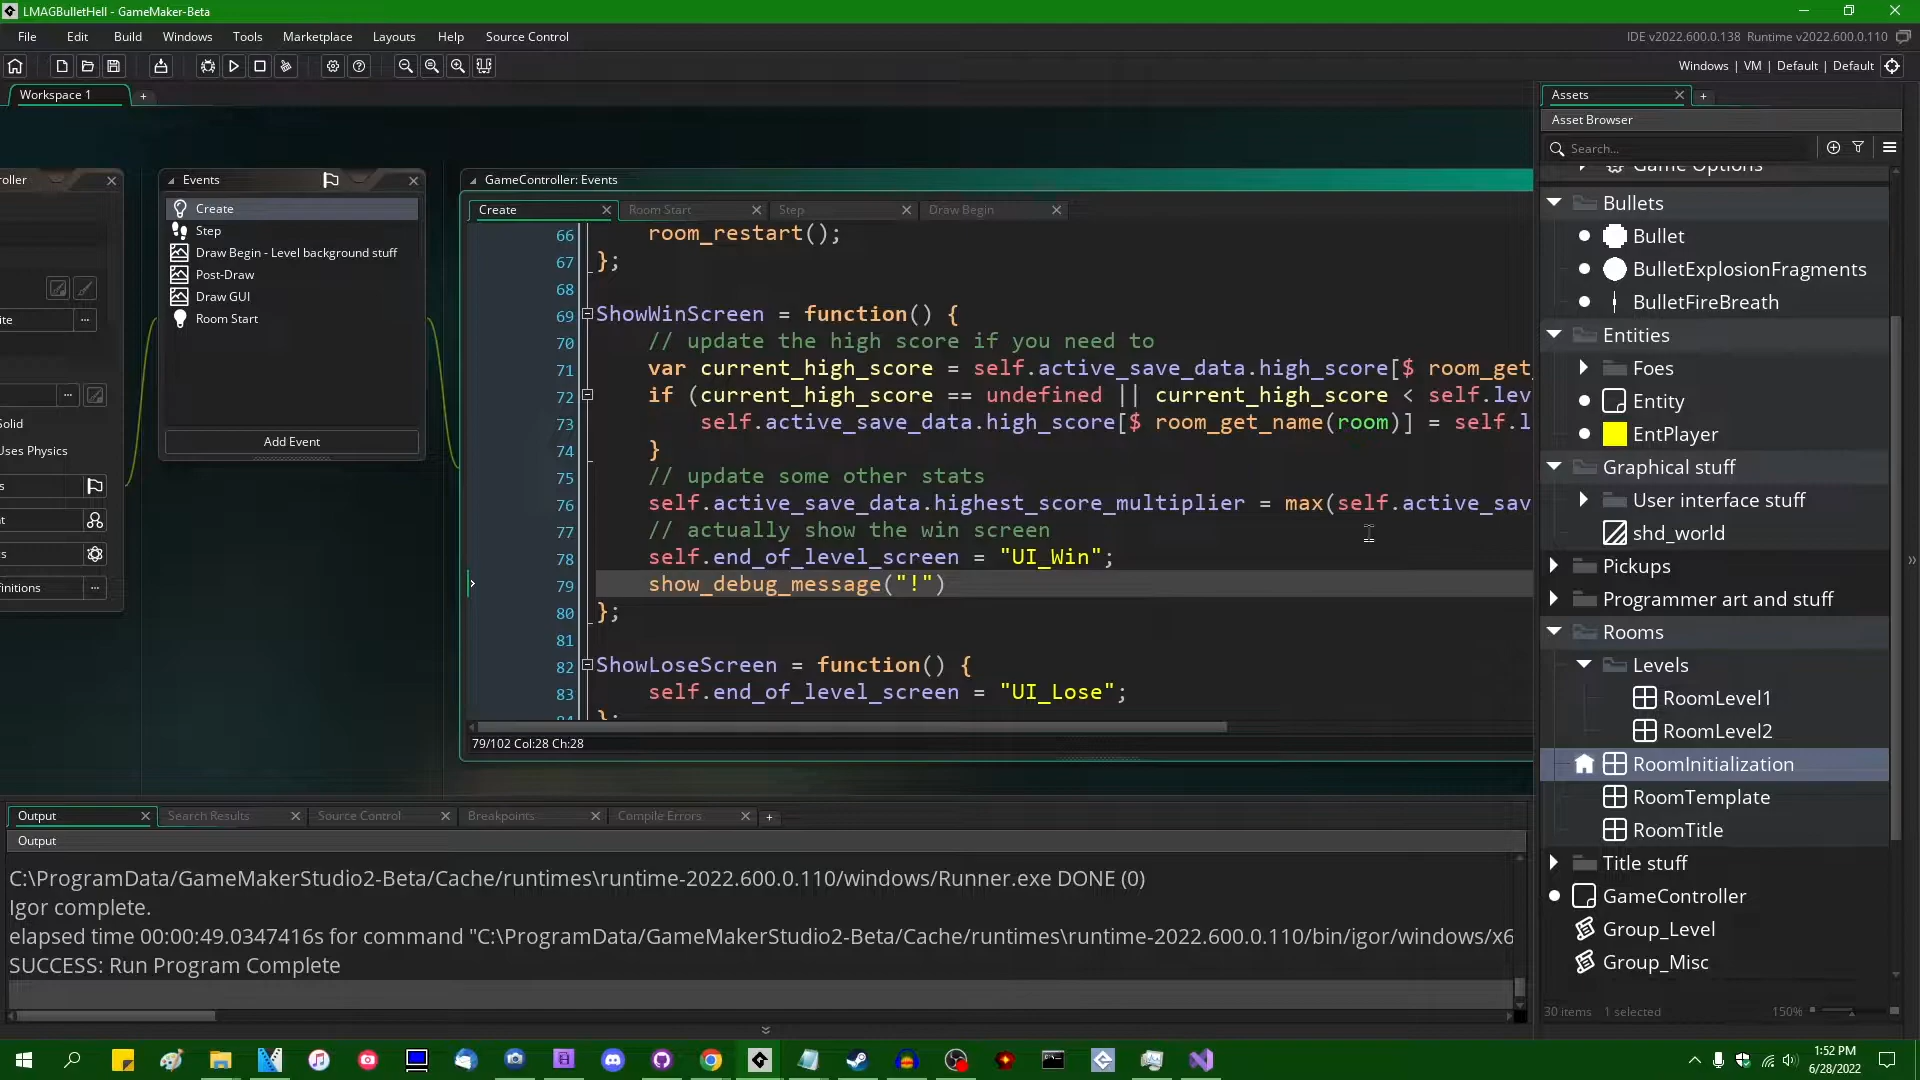 LMAGBulletHell - GameMaker-Beta
File Edit Build Windows Tools Marketplace Layouts Help Source Control
IDE v2022.600.0.138 Runtime v2022.600.0.110
Windows | VM | Default | Default
Workspace 1
Assets
Asset Browser
Search...
Game Options
Bullets
Bullet
BulletExplosionFragments
BulletFireBreath
Entities
Foes
Entity
EntPlayer
Graphical stuff
User interface stuff
shd_world
Pickups
Programmer art and stuff
Rooms
Levels
RoomLevel1
RoomLevel2
RoomInitialization
RoomTemplate
RoomTitle
Title stuff
GameController
Group_Level
Group_Misc
30 items 1 selected
150%
oller
ite
Solid
Uses Physics
s
nt
s
finitions
Events
Create
Step
Draw Begin - Level background stuff
Post-Draw
Draw GUI
Room Start
Add Event
GameController: Events
Create Room Start Step Draw Begin
66 room_restart();
67 };
68
69 ShowWinScreen = function() {
70 // update the high score if you need to
71 var current_high_score = self.active_save_data.high_score[$ room_get_
72 if (current_high_score == undefined || current_high_score < self.lev
73 self.active_save_data.high_score[$ room_get_name(room)] = self.l
74 }
75 // update some other stats
76 self.active_save_data.highest_score_multiplier = max(self.active_sav
77 // actually show the win screen
78 self.end_of_level_screen = "UI_Win";
79 show_debug_message("!")
80 };
81
82 ShowLoseScreen = function() {
83 self.end_of_level_screen = "UI_Lose";
84 };
79/102 Col:28 Ch:28
Output Search Results Source Control Breakpoints Compile Errors
Output
C:\ProgramData/GameMakerStudio2-Beta/Cache/runtimes\runtime-2022.600.0.110/windows/Runner.exe DONE (0)
Igor complete.
elapsed time 00:00:49.0347416s for command "C:\ProgramData/GameMakerStudio2-Beta/Cache/runtimes\runtime-2022.600.0.110/bin/igor/windows/x6
SUCCESS: Run Program Complete
1:52 PM
6/28/2022